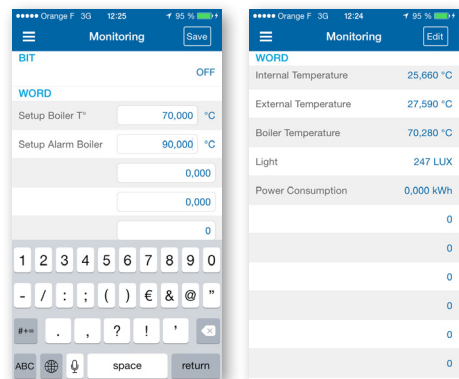 ●●●●● Orange F 3G 12:25 95 %
Monitoring Save
BIT
OFF
WORD
Setup Boiler T° 70,000 °C
Setup Alarm Boiler 90,000 °C
0,000
0,000
0
1 2 3 4 5 6 7 8 9 0
- / : ; ( ) € & @ ”
#+= . , ? ! ’
ABC space return
●●●●● Orange F 3G 12:24 95 %
Monitoring Edit
WORD
Internal Temperature 25,660 °C
External Temperature 27,590 °C
Boiler Temperature 70,280 °C
Light 247 LUX
Power Consumption 0,000 kWh
0
0
0
0
0
0